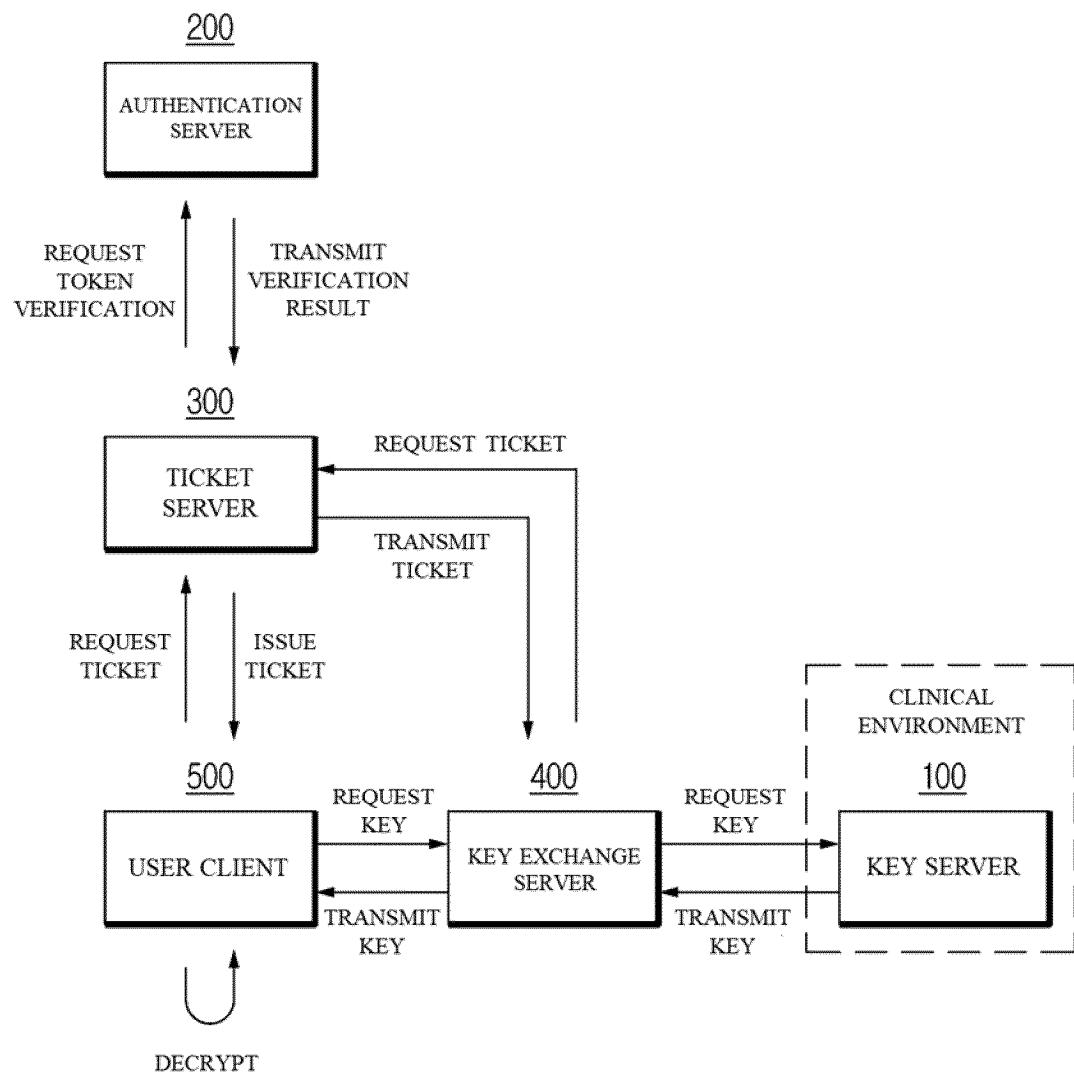 200
AUTHENTICATION
SERVER
REQUEST
TOKEN
VERIFICATION
TRANSMIT
VERIFICATION
RESULT
300
TICKET
SERVER
REQUEST TICKET
TRANSMIT
TICKET
REQUEST
TICKET
ISSUE
TICKET
CLINICAL
ENVIRONMENT
500
USER CLIENT
REQUEST
KEY
TRANSMIT
KEY
400
KEY EXCHANGE
SERVER
REQUEST
KEY
TRANSMIT
KEY
100
KEY SERVER
DECRYPT